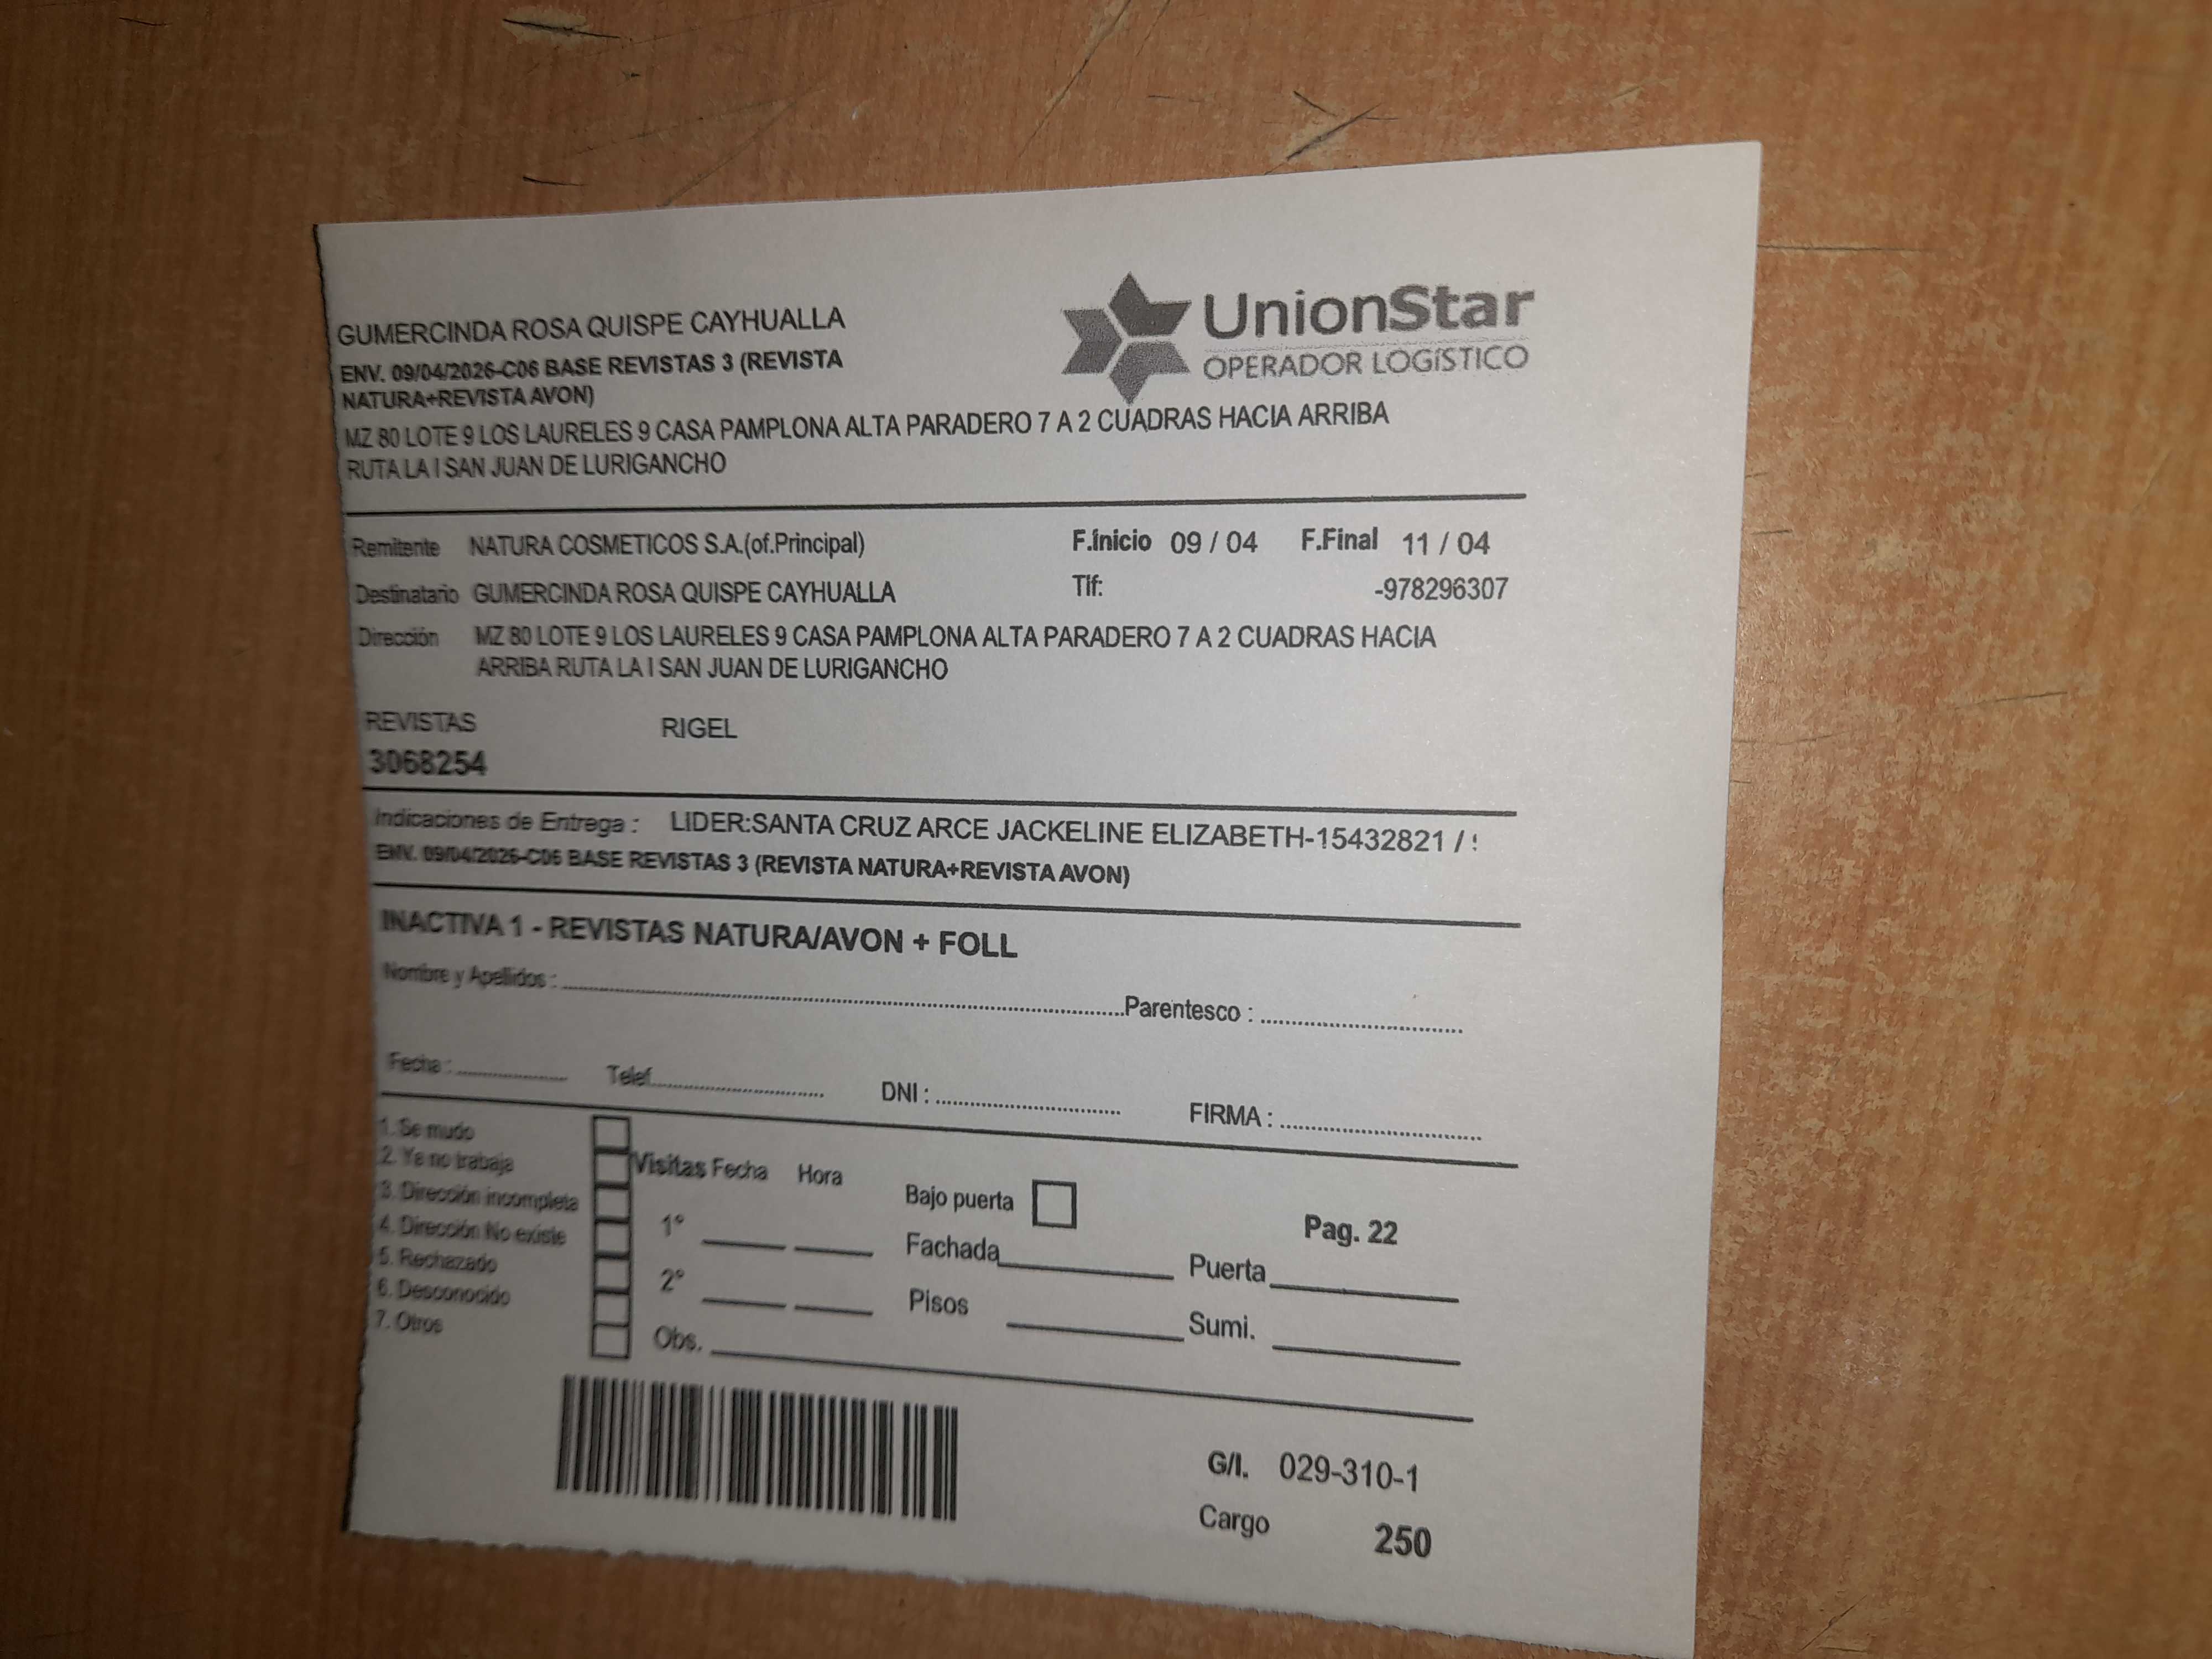 GUMERCINDA ROSA QUISPE CAYHUALLA
UnionStar
OPERADOR LOGÍSTICO
ENV. 09/04/2026-C06 BASE REVISTAS 3 (REVISTA
NATURA+REVISTA AVON)
MZ 80 LOTE 9 LOS LAURELES 9 CASA PAMPLONA ALTA PARADERO 7 A 2 CUADRAS HACIA ARRIBA
RUTA LA I SAN JUAN DE LURIGANCHO
Remitente NATURA COSMETICOS S.A.(of.Principal) F.Inicio 09 / 04 F.Final 11 / 04
Destinatario GUMERCINDA ROSA QUISPE CAYHUALLA Tlf: -978296307
Dirección MZ 80 LOTE 9 LOS LAURELES 9 CASA PAMPLONA ALTA PARADERO 7 A 2 CUADRAS HACIA
ARRIBA RUTA LA I SAN JUAN DE LURIGANCHO
REVISTAS RIGEL
3068254
Indicaciones de Entrega : LIDER:SANTA CRUZ ARCE JACKELINE ELIZABETH-15432821 /
ENV. 09/04/2026-C06 BASE REVISTAS 3 (REVISTA NATURA+REVISTA AVON)
INACTIVA 1 - REVISTAS NATURA/AVON + FOLL
Nombre y Apellidos : Parentesco :
Fecha : Telef. DNI : FIRMA :
1. Se mudo
2. Ya no trabaja
3. Dirección incompleta
4. Dirección No existe
5. Rechazado
6. Desconocido
7. Otros
Visitas Fecha Hora
1°
2°
Obs.
Bajo puerta
Pag. 22
Fachada Puerta
Pisos Sumi.
G/I. 029-310-1
Cargo 250